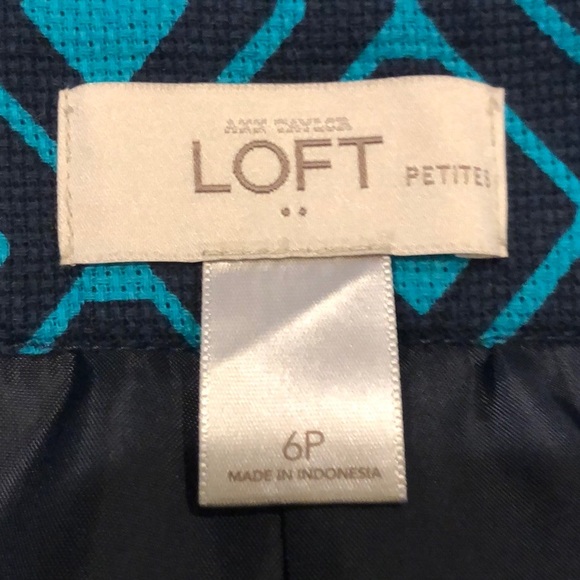 ANN TAYLOR
LOFT PETITES
6P
MADE IN INDONESIA